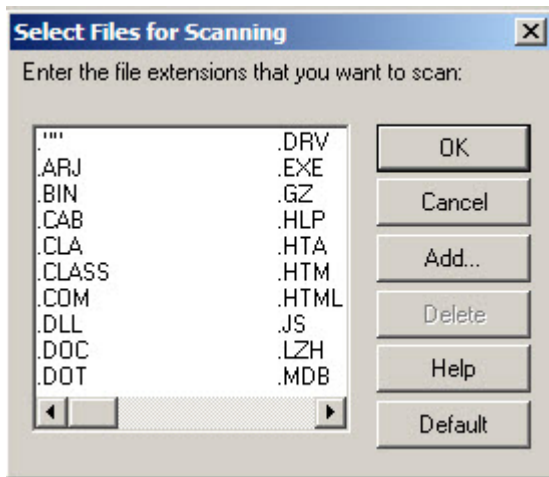 Select Files for Scanning
Enter the file extensions that you want to scan:
.""
.ARJ
.BIN
.CAB
.CLA
.CLASS
.COM
.DLL
.DOC
.DOT
.DRV
.EXE
.GZ
.HLP
.HTA
.HTM
.HTML
.JS
.LZH
.MDB
OK
Cancel
Add...
Delete
Help
Default